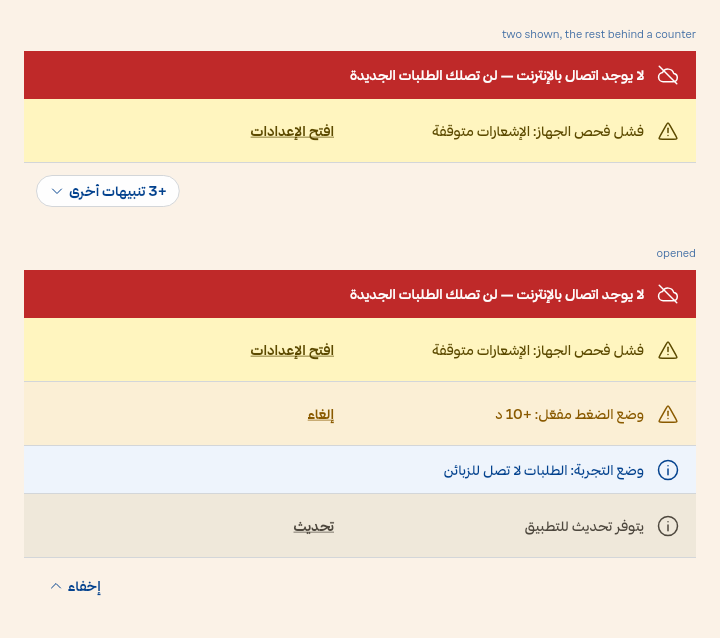 two shown, the rest behind a counter
لا يوجد اتصال بالإنترنت — لن تصلك الطلبات الجديدة
فشل فحص الجهاز: الإشعارات متوقفة افتح الإعدادات
+3 تنبيهات أخرى
opened
لا يوجد اتصال بالإنترنت — لن تصلك الطلبات الجديدة
فشل فحص الجهاز: الإشعارات متوقفة افتح الإعدادات
وضع الضغط مفعّل: +10 د إلغاء
وضع التجربة: الطلبات لا تصل للزبائن
يتوفر تحديث للتطبيق تحديث
إخفاء